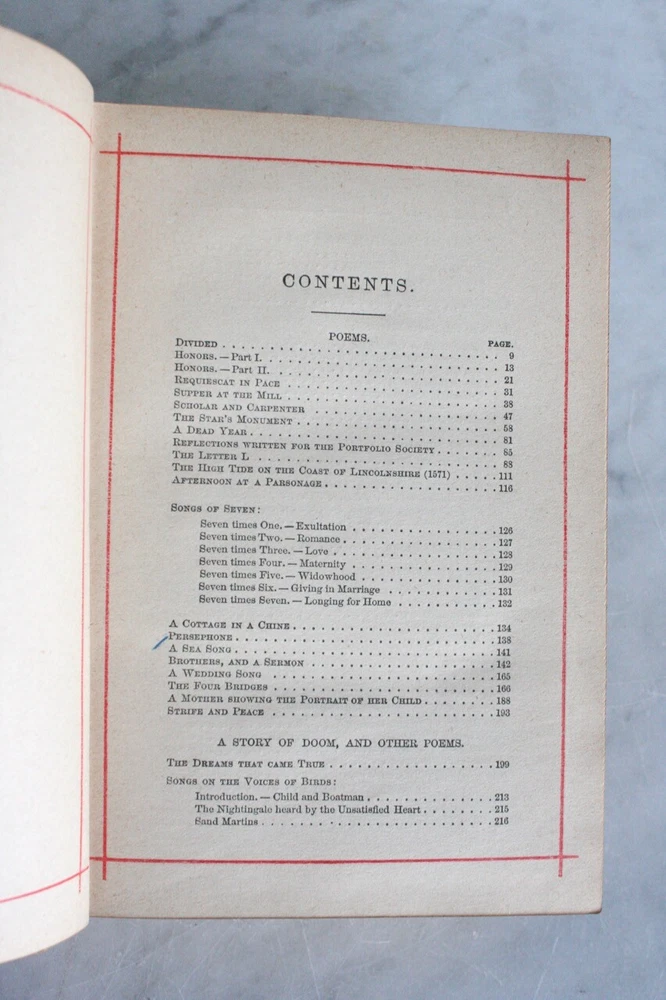 CONTENTS.
POEMS.
PAGE.
DIVIDED . . . . . . . . . . . . . . . . . . . . . . . . . 9
HONORS. — Part I. . . . . . . . . . . . . . . . . . . . . 13
HONORS. — Part II. . . . . . . . . . . . . . . . . . . . 21
REQUIESCAT IN PACE . . . . . . . . . . . . . . . . . . . 31
SUPPER AT THE MILL . . . . . . . . . . . . . . . . . . . 38
SCHOLAR AND CARPENTER . . . . . . . . . . . . . . . . . 47
THE STAR'S MONUMENT . . . . . . . . . . . . . . . . . . 58
A DEAD YEAR . . . . . . . . . . . . . . . . . . . . . . . 81
REFLECTIONS WRITTEN FOR THE PORTFOLIO SOCIETY . . . . . . 85
THE LETTER L . . . . . . . . . . . . . . . . . . . . . . 88
THE HIGH TIDE ON THE COAST OF LINCOLNSHIRE (1571) . . . . . 111
AFTERNOON AT A PARSONAGE . . . . . . . . . . . . . . . . 116
SONGS OF SEVEN:
Seven times One. — Exultation . . . . . . . . . . . . . . 126
Seven times Two. — Romance . . . . . . . . . . . . . . . 127
Seven times Three. — Love . . . . . . . . . . . . . . . . 128
Seven times Four. — Maternity . . . . . . . . . . . . . . 129
Seven times Five. — Widowhood . . . . . . . . . . . . . 130
Seven times Six. — Giving in Marriage . . . . . . . . . . 131
Seven times Seven. — Longing for Home . . . . . . . . . 132
A COTTAGE IN A CHINE . . . . . . . . . . . . . . . . . . 134
PERSEPHONE . . . . . . . . . . . . . . . . . . . . . . . 138
A SEA SONG . . . . . . . . . . . . . . . . . . . . . . . 141
BROTHERS, AND A SERMON . . . . . . . . . . . . . . . . . 142
A WEDDING SONG . . . . . . . . . . . . . . . . . . . . . 165
THE FOUR BRIDGES . . . . . . . . . . . . . . . . . . . . 166
A MOTHER SHOWING THE PORTRAIT OF HER CHILD . . . . . . . 188
STRIFE AND PEACE . . . . . . . . . . . . . . . . . . . . 193
A STORY OF DOOM, AND OTHER POEMS.
THE DREAMS THAT CAME TRUE . . . . . . . . . . . . . . . . 199
SONGS ON THE VOICES OF BIRDS:
Introduction. — Child and Boatman . . . . . . . . . . . . 213
The Nightingale heard by the Unsatisfied Heart . . . . . . . 215
Sand Martins . . . . . . . . . . . . . . . . . . . . . . 216